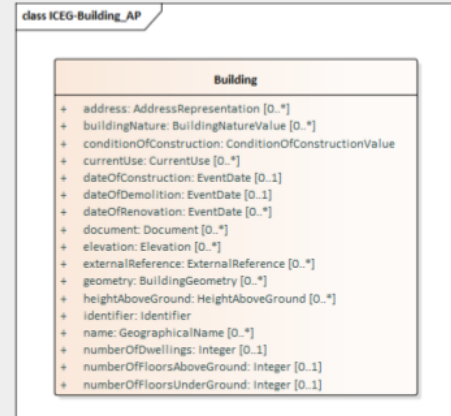 class ICEG-Building_AP
Building
+ address: AddressRepresentation [0..*]
+ buildingNature: BuildingNatureValue [0..*]
+ conditionOfConstruction: ConditionOfConstructionValue
+ currentUse: CurrentUse [0..*]
+ dateOfConstruction: EventDate [0..1]
+ dateOfDemolition: EventDate [0..1]
+ dateOfRenovation: EventDate [0..*]
+ document: Document [0..*]
+ elevation: Elevation [0..*]
+ externalReference: ExternalReference [0..*]
+ geometry: BuildingGeometry [0..*]
+ heightAboveGround: HeightAboveGround [0..*]
+ identifier: Identifier
+ name: GeographicalName [0..*]
+ numberOfDwellings: Integer [0..1]
+ numberOfFloorsAboveGround: Integer [0..1]
+ numberOfFloorsUnderGround: Integer [0..1]